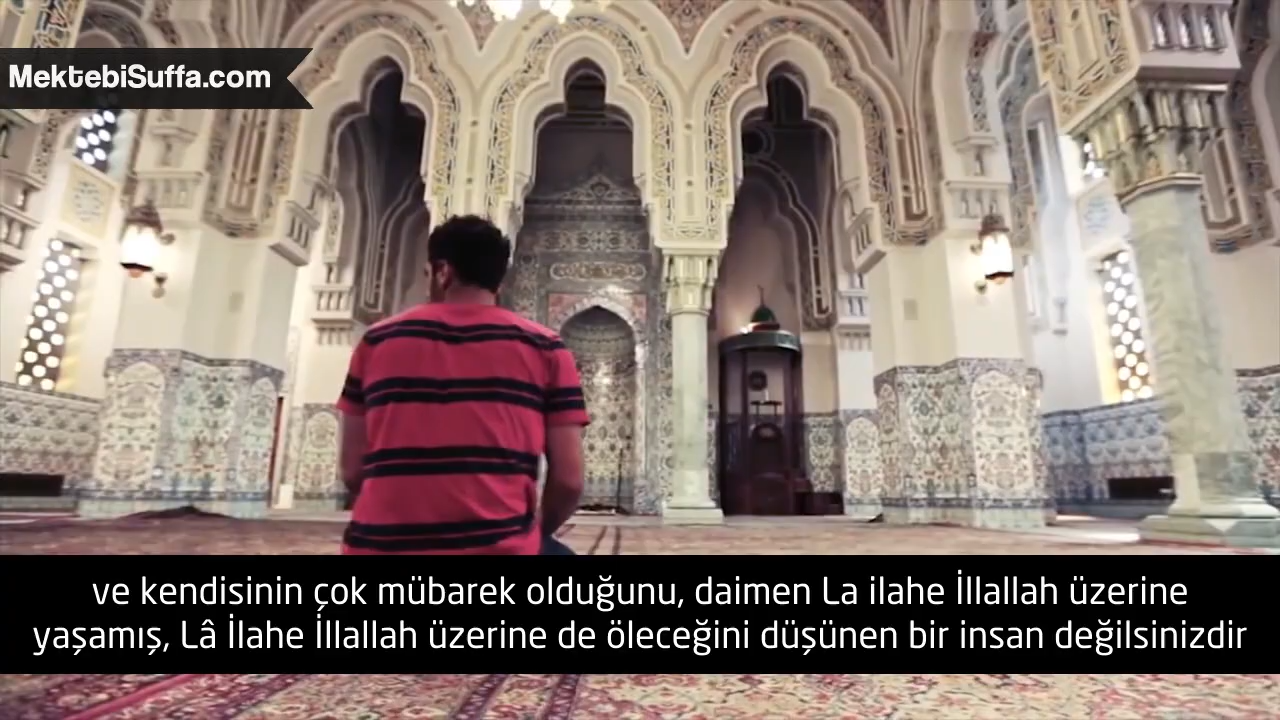 MektebiSuffa.com
ve kendisinin çok mübarek olduğunu, daimen La ilahe İllallah üzerine
yaşamış, Lâ İlahe İllallah üzerine de öleceğini düşünen bir insan değilsinizdir